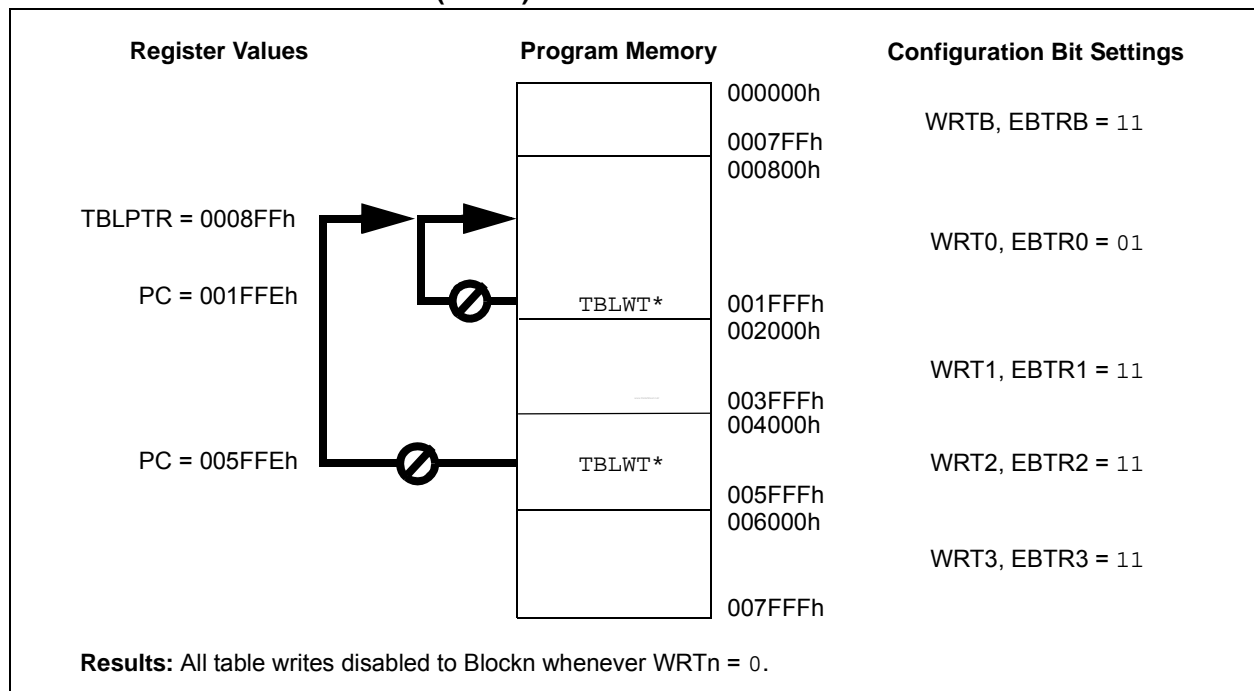 Register Values Program Memory Configuration Bit Settings
000000h
WRTB, EBTRB = 11
0007FFh
000800h
TBLPTR = 0008FFh
WRT0, EBTR0 = 01
PC = 001FFEh TBLWT* 001FFFh
002000h
WRT1, EBTR1 = 11
003FFFh
004000h
PC = 005FFEh TBLWT* WRT2, EBTR2 = 11
005FFFh
006000h
WRT3, EBTR3 = 11
007FFFh
Results: All table writes disabled to Blockn whenever WRTn = 0.